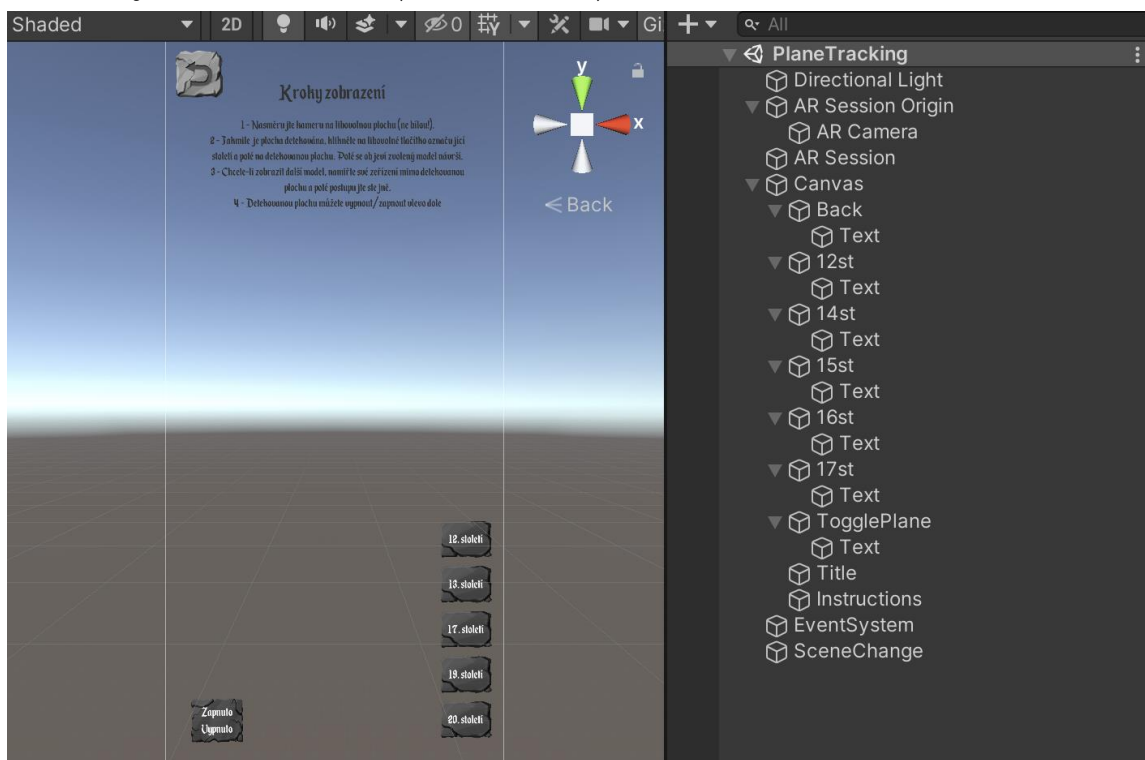 Shaded
2D
0
Gi
All
PlaneTracking
Directional Light
AR Session Origin
AR Camera
AR Session
Canvas
Back
Text
12st
Text
14st
Text
15st
Text
16st
Text
17st
Text
TogglePlane
Text
Title
Instructions
EventSystem
SceneChange
y
x
Back
Kroky zobrazení
1 - Nasměrujte kameru na libovolnou plochu (ne bílou!).
2 - Jakmile je plocha detekována, klikněte na libovolné tlačítko označující
století a poté na detekovanou plochu. Poté se objeví zvolený model návrší.
3 - Chcete-li zobrazit další model, namiřte své zařízení mimo detekovanou
plochu a poté postupujte stejně.
4 - Detekovanou plochu můžete vypnout/zapnout vlevo dole
12. století
13. století
17. století
19. století
20. století
Zapnuto
Vypnuto